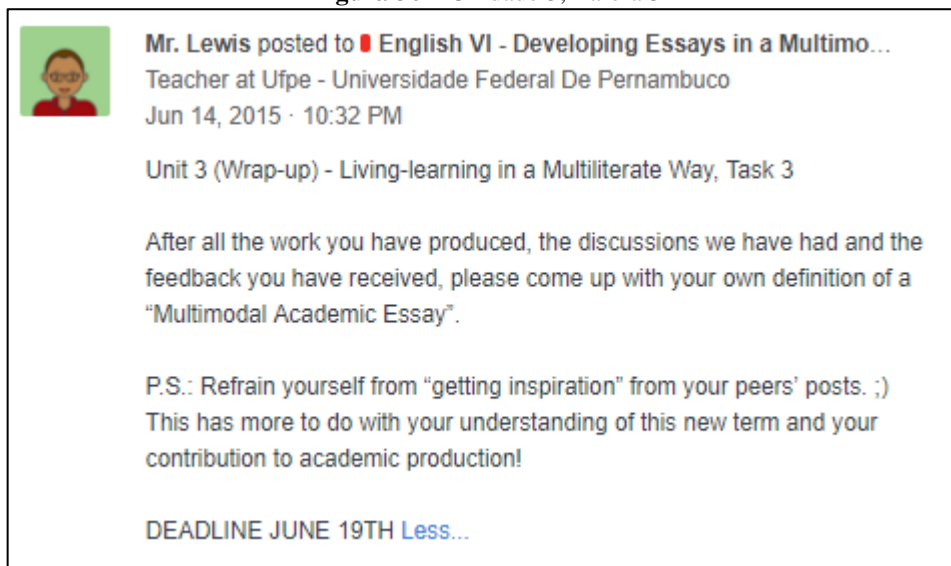 Mr. Lewis posted to English VI - Developing Essays in a Multimo...
Teacher at Ufpe - Universidade Federal De Pernambuco
Jun 14, 2015 · 10:32 PM
Unit 3 (Wrap-up) - Living-learning in a Multiliterate Way, Task 3
After all the work you have produced, the discussions we have had and the
feedback you have received, please come up with your own definition of a
“Multimodal Academic Essay”.
P.S.: Refrain yourself from “getting inspiration” from your peers’ posts. ;)
This has more to do with your understanding of this new term and your
contribution to academic production!
DEADLINE JUNE 19TH Less...